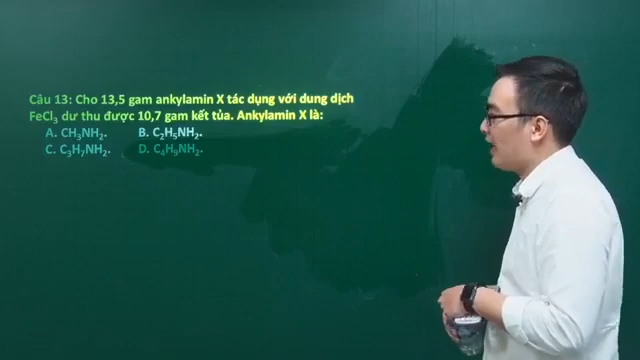 Câu 13: Cho 13,5 gam ankylamin X tác dụng với dung dịch
FeCl₃ dư thu được 10,7 gam kết tủa. Ankylamin X là:
A. CH₃NH₂. B. C₂H₅NH₂.
C. C₃H₇NH₂. D. C₄H₉NH₂.